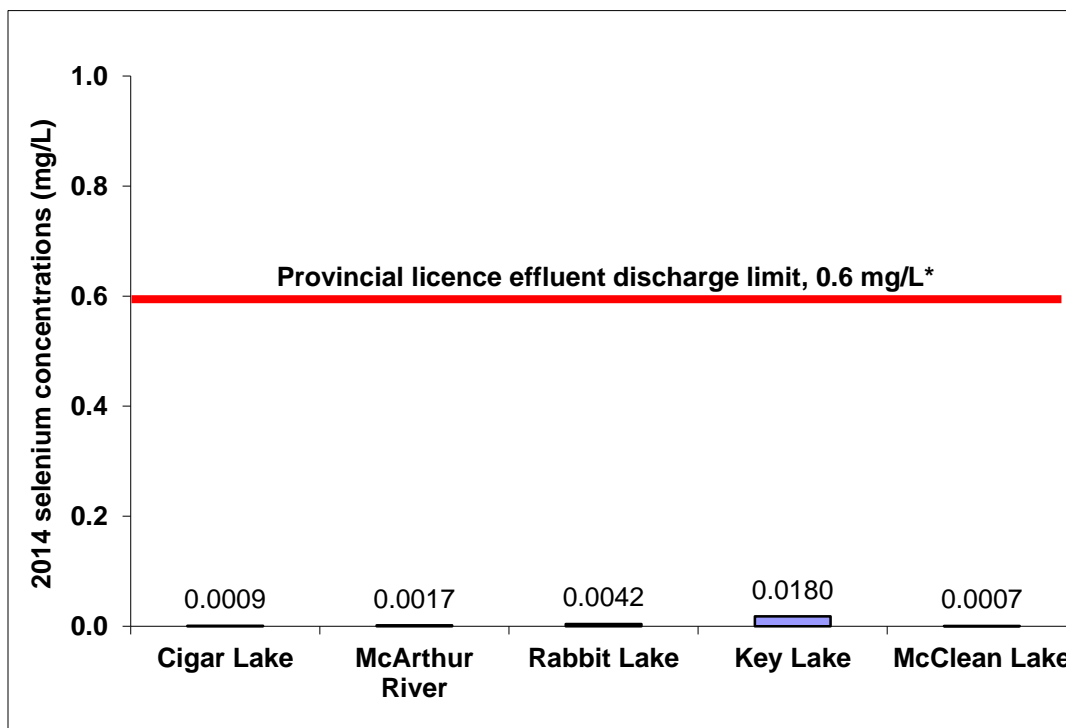 2014 selenium concentrations (mg/L)
1.0
0.8
Provincial licence effluent discharge limit, 0.6 mg/L*
0.6
0.4
0.2
0.0009
0.0017
0.0042
0.0180
0.0007
0.0
Cigar Lake
McArthur
River
Rabbit Lake
Key Lake
McClean Lake